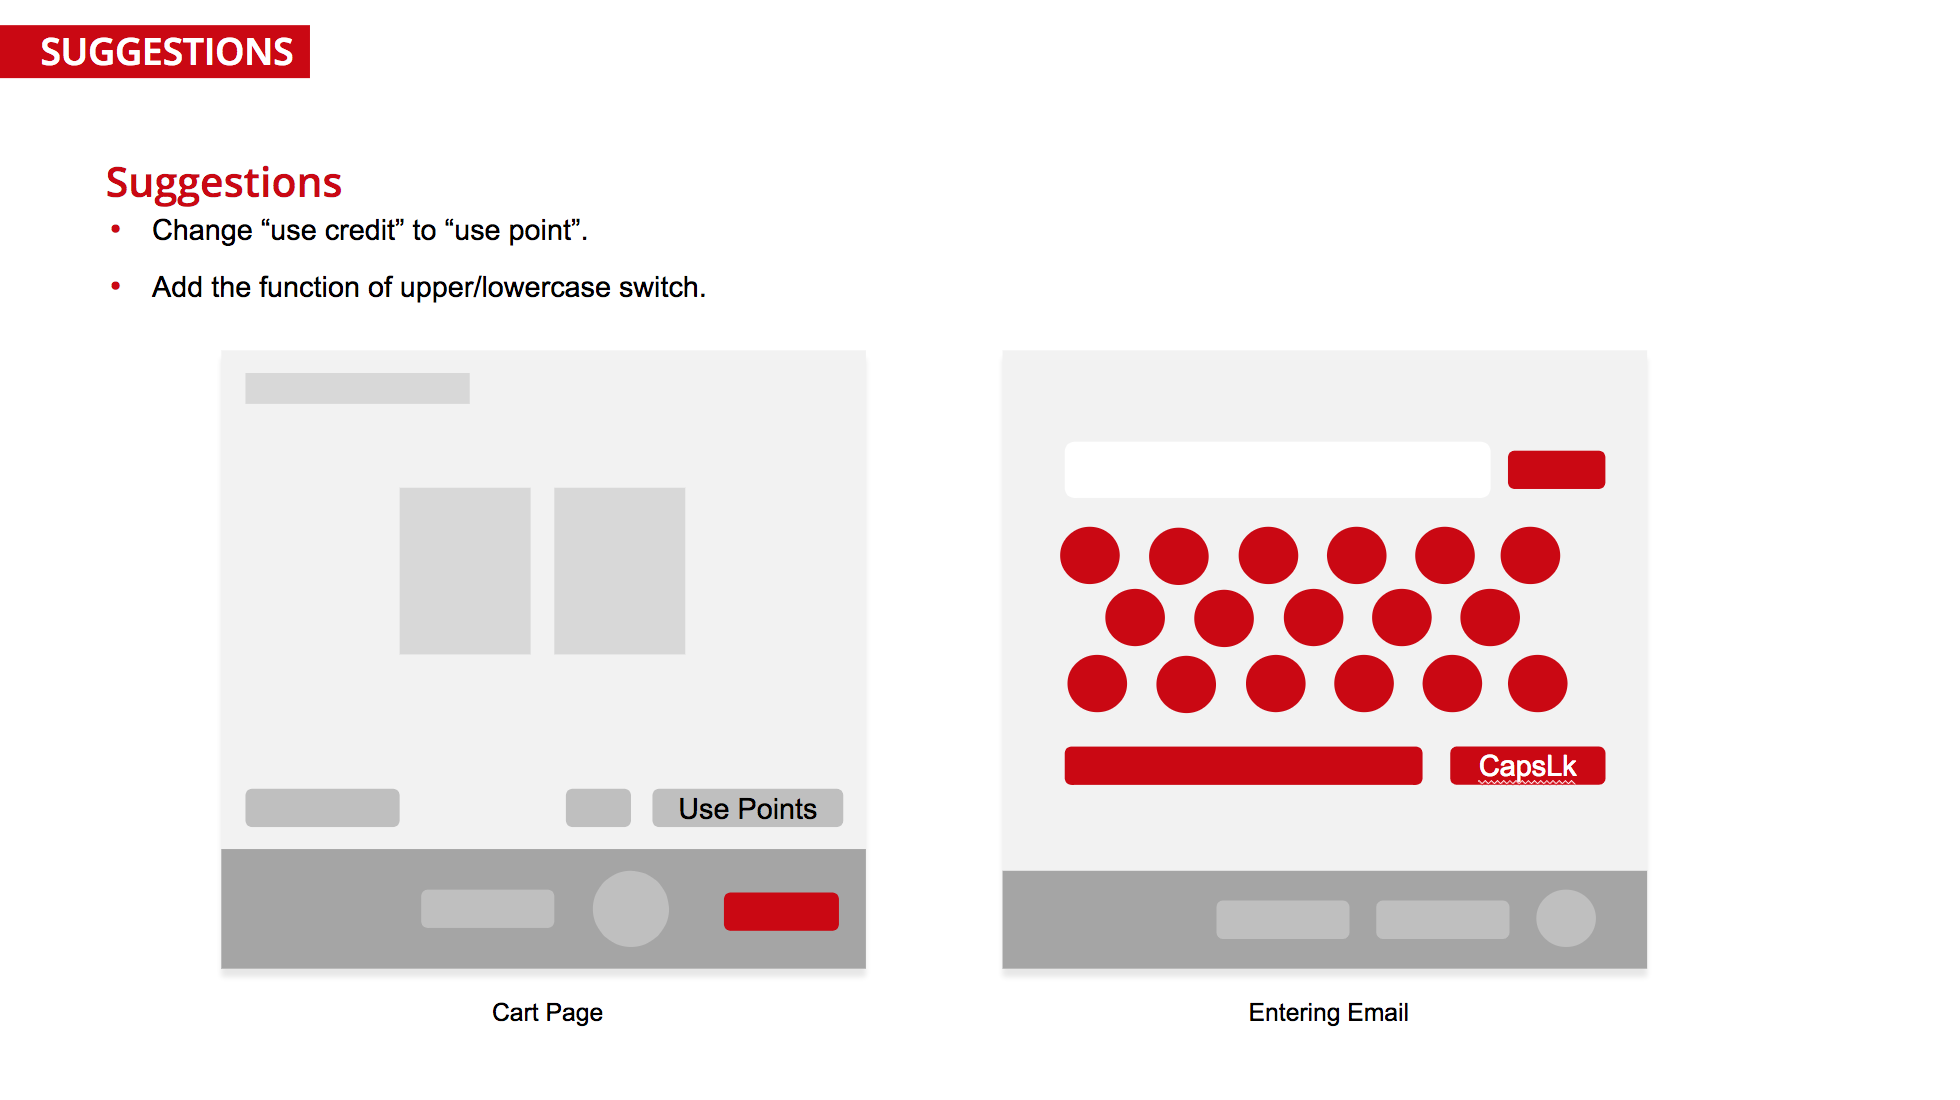 SUGGESTIONS
Suggestions
• Change “use credit” to “use point”.
• Add the function of upper/lowercase switch.
Use Points
CapsLk
Cart Page
Entering Email